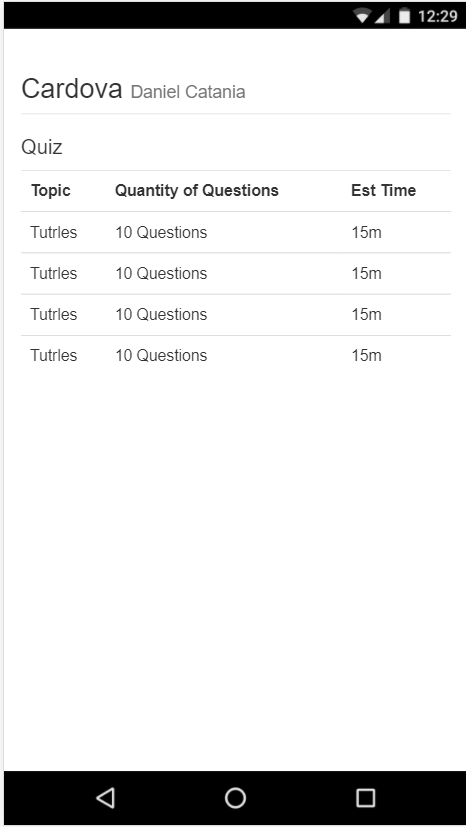 12:29
Cardova Daniel Catania
Quiz
Topic Quantity of Questions Est Time
Tutrles 10 Questions 15m
Tutrles 10 Questions 15m
Tutrles 10 Questions 15m
Tutrles 10 Questions 15m